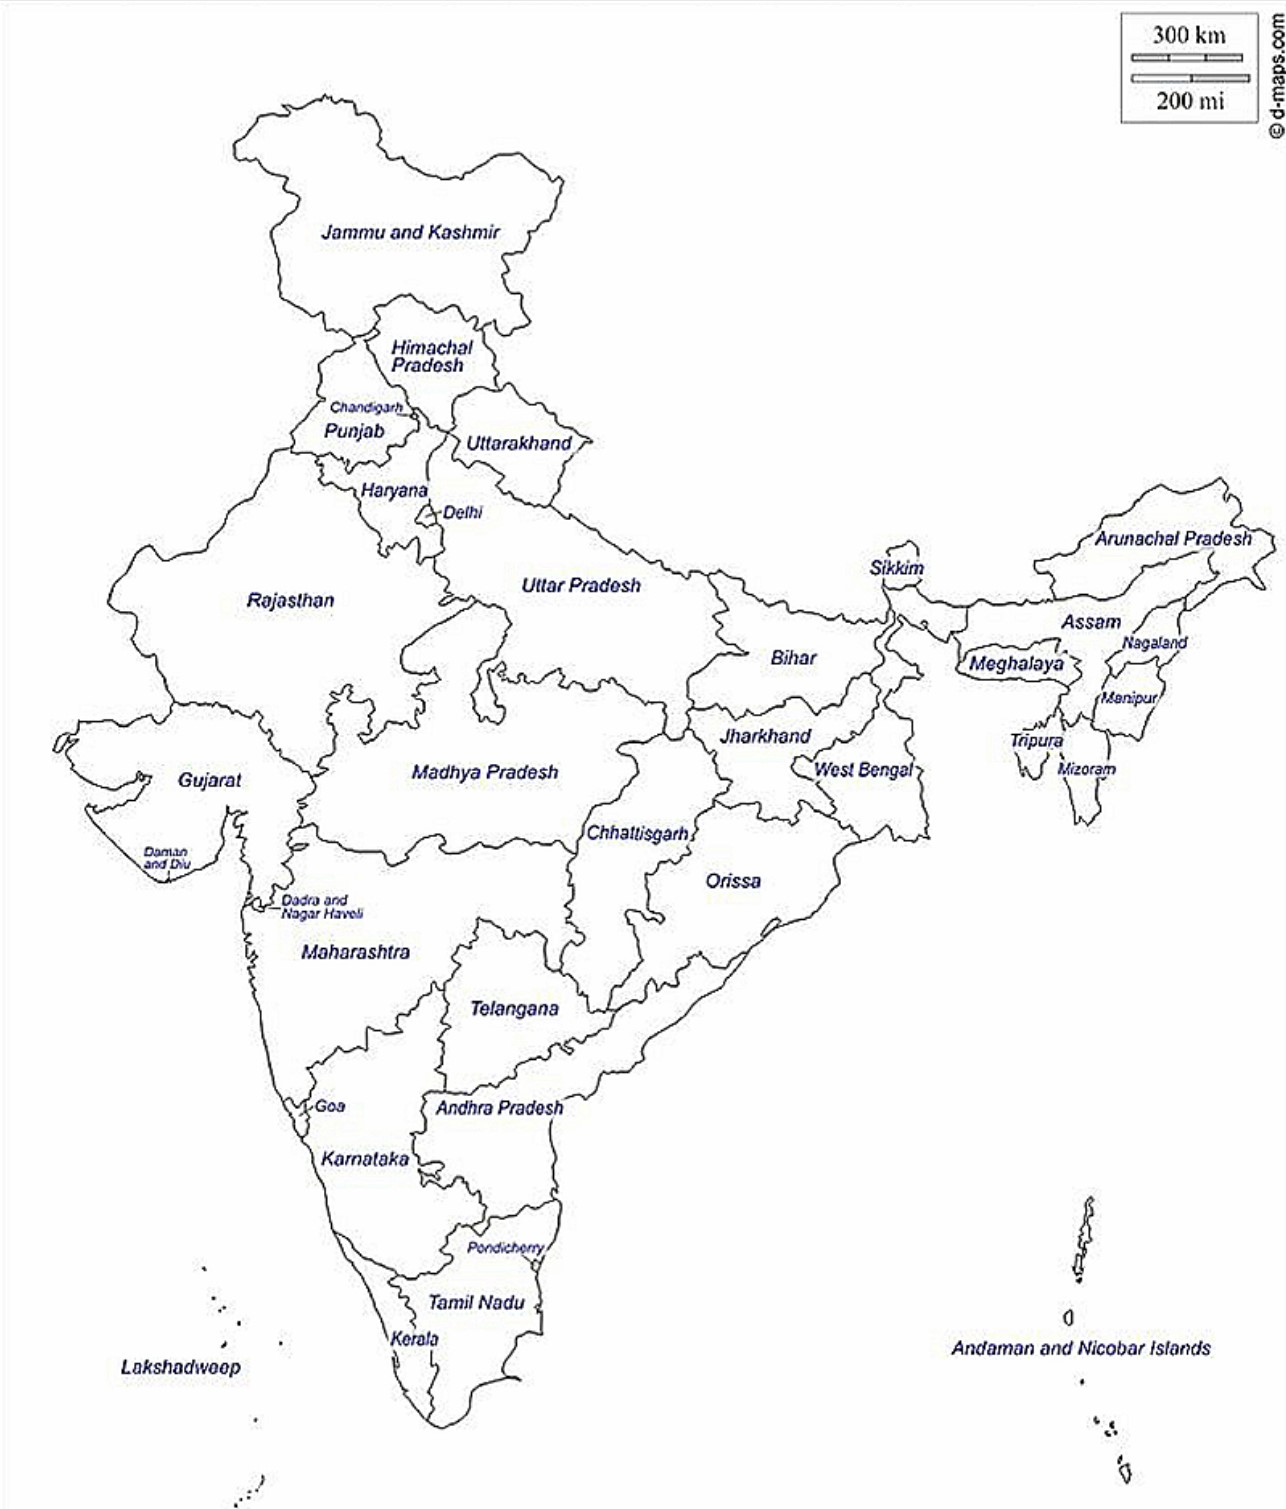 300 km
200 mi
© d-maps.com
Jammu and Kashmir
Himachal
Pradesh
Chandigarh
Punjab
Uttarakhand
Haryana
Delhi
Arunachal Pradesh
Sikkim
Uttar Pradesh
Rajasthan
Assam
Nagaland
Bihar
Meghalaya
Manipur
Jharkhand
Tripura
Mizoram
West Bengal
Madhya Pradesh
Gujarat
Chhattisgarh
Daman
and Diu
Orissa
Dadra and
Nagar Haveli
Maharashtra
Telangana
Goa
Andhra Pradesh
Karnataka
Pondicherry
Tamil Nadu
Kerala
Andaman and Nicobar Islands
Lakshadweep